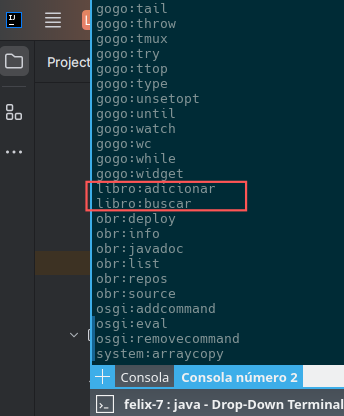 IJ
Project
gogo:tail
gogo:throw
gogo:tmux
gogo:try
gogo:ttop
gogo:type
gogo:unsetopt
gogo:until
gogo:watch
gogo:wc
gogo:while
gogo:widget
libro:adicionar
libro:buscar
obr:deploy
obr:info
obr:javadoc
obr:list
obr:repos
obr:source
osgi:addcommand
osgi:eval
osgi:removecommand
system:arraycopy
Consola
Consola número 2
felix-7 : java - Drop-Down Terminal